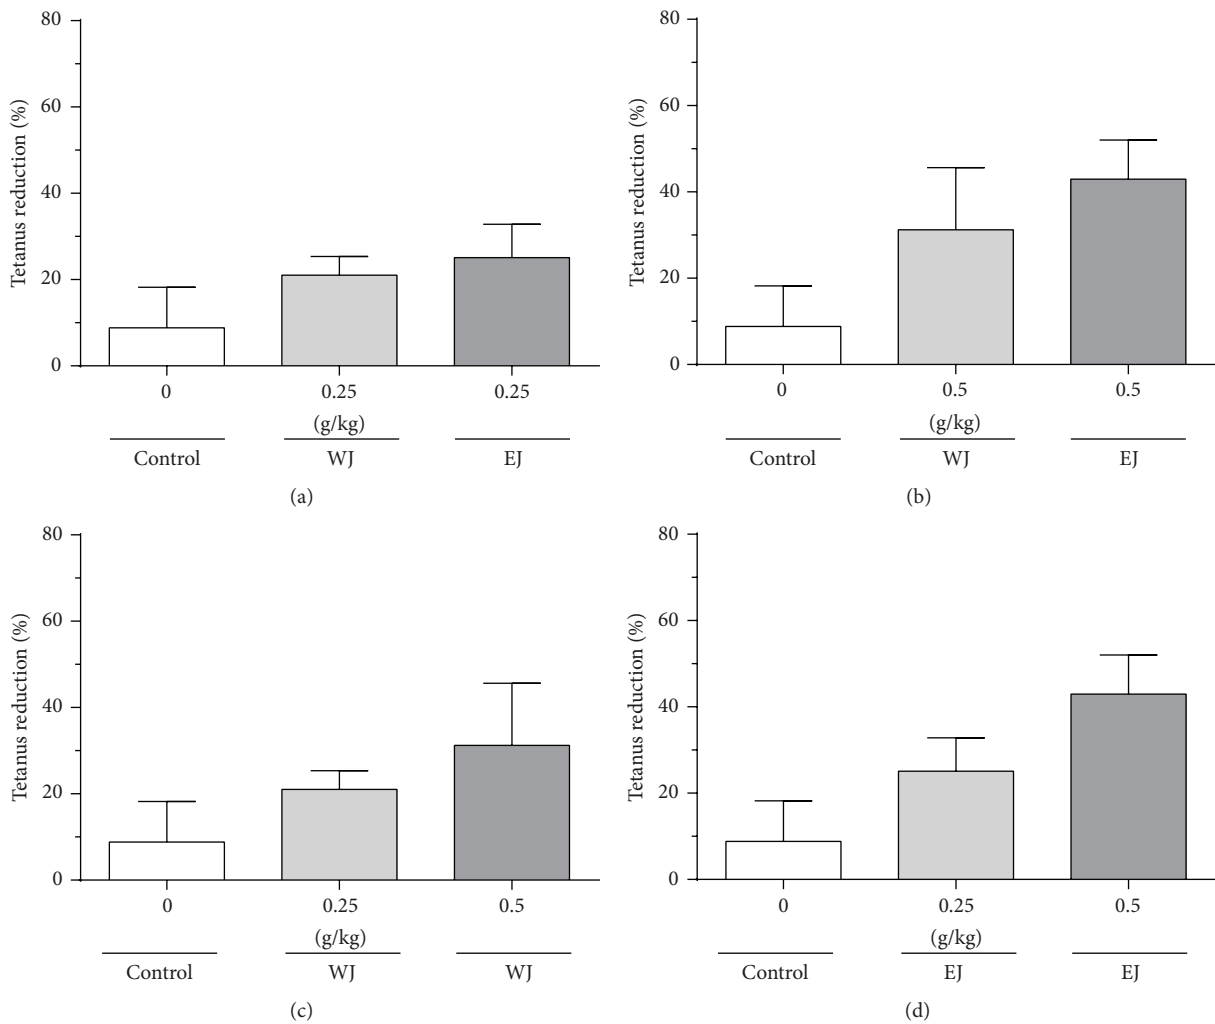 80
60
40
20
0
Tetanus reduction (%)
0
0.25
0.25
(g/kg)
Control
WJ
EJ
(a)
80
60
40
20
0
Tetanus reduction (%)
0
0.5
0.5
(g/kg)
Control
WJ
EJ
(b)
80
60
40
20
0
Tetanus reduction (%)
0
0.25
0.5
(g/kg)
Control
WJ
WJ
(c)
80
60
40
20
0
Tetanus reduction (%)
0
0.25
0.5
(g/kg)
Control
EJ
EJ
(d)